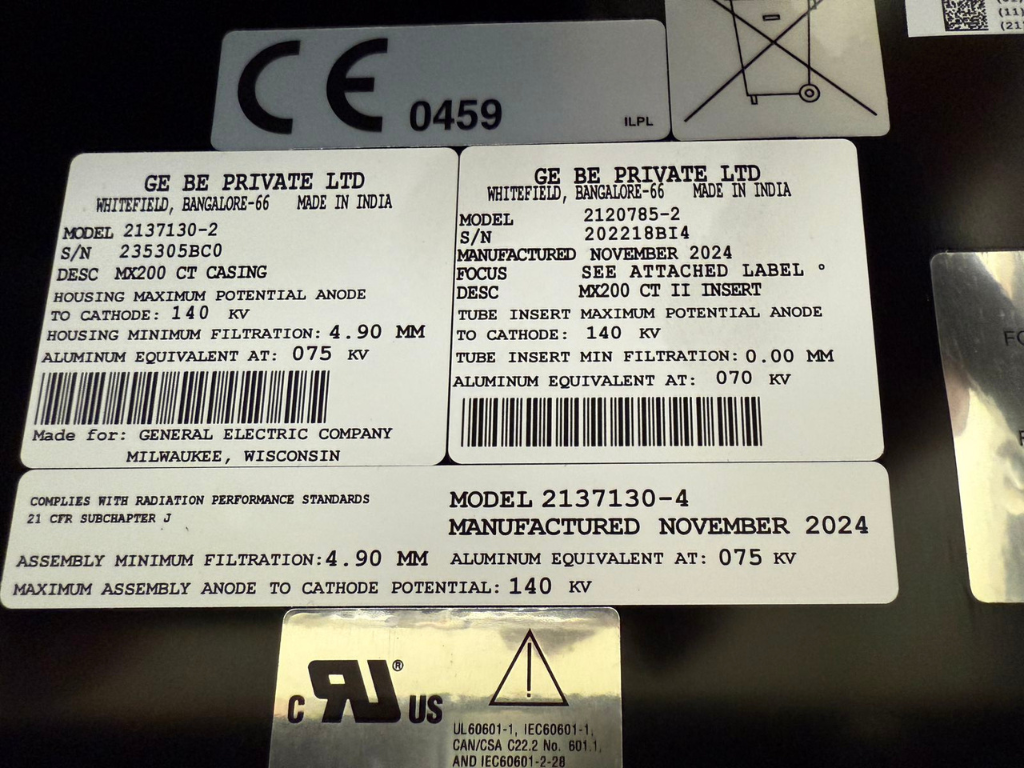 (11)
CE 0459
ILPL
GE BE PRIVATE LTD
WHITEFIELD, BANGALORE-66 MADE IN INDIA
MODEL 2137130-2
S/N 235305BC0
DESC MX200 CT CASING
HOUSING MAXIMUM POTENTIAL ANODE
TO CATHODE: 140 KV
HOUSING MINIMUM FILTRATION: 4.90 MM
ALUMINUM EQUIVALENT AT: 075 KV
Made for: GENERAL ELECTRIC COMPANY
MILWAUKEE, WISCONSIN
GE BE PRIVATE LTD
WHITEFIELD, BANGALORE-66 MADE IN INDIA
MODEL 2120785-2
S/N 202218BI4
MANUFACTURED NOVEMBER 2024
FOCUS SEE ATTACHED LABEL °
DESC MX200 CT II INSERT
TUBE INSERT MAXIMUM POTENTIAL ANODE
TO CATHODE: 140 KV
TUBE INSERT MIN FILTRATION: 0.00 MM
ALUMINUM EQUIVALENT AT: 070 KV
COMPLIES WITH RADIATION PERFORMANCE STANDARDS
21 CFR SUBCHAPTER J
MODEL 2137130-4
MANUFACTURED NOVEMBER 2024
ASSEMBLY MINIMUM FILTRATION: 4.90 MM ALUMINUM EQUIVALENT AT: 075 KV
MAXIMUM ASSEMBLY ANODE TO CATHODE POTENTIAL: 140 KV
C RU® US
UL60601-1, IEC60601-1,
CAN/CSA C22.2 No. 601.1,
AND IEC60601-2-28